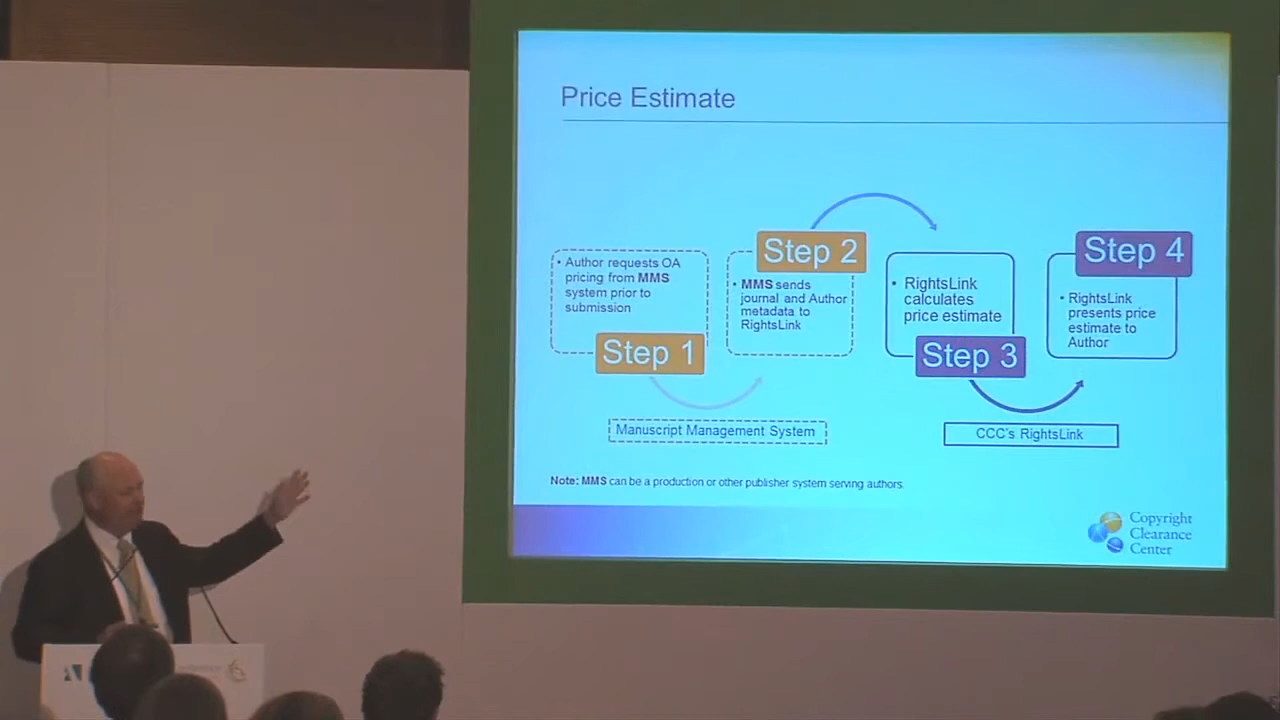 Price Estimate
• Author requests OA
pricing from MMS
system prior to
submission
Step 1
Step 2
• MMS sends
journal and Author
metadata to
RightsLink
• RightsLink
calculates
price estimate
Step 3
Step 4
• RightsLink
presents price
estimate to
Author
Manuscript Management System
CCC's RightsLink
Note: MMS can be a production or other publisher system serving authors.
Copyright
Clearance
Center